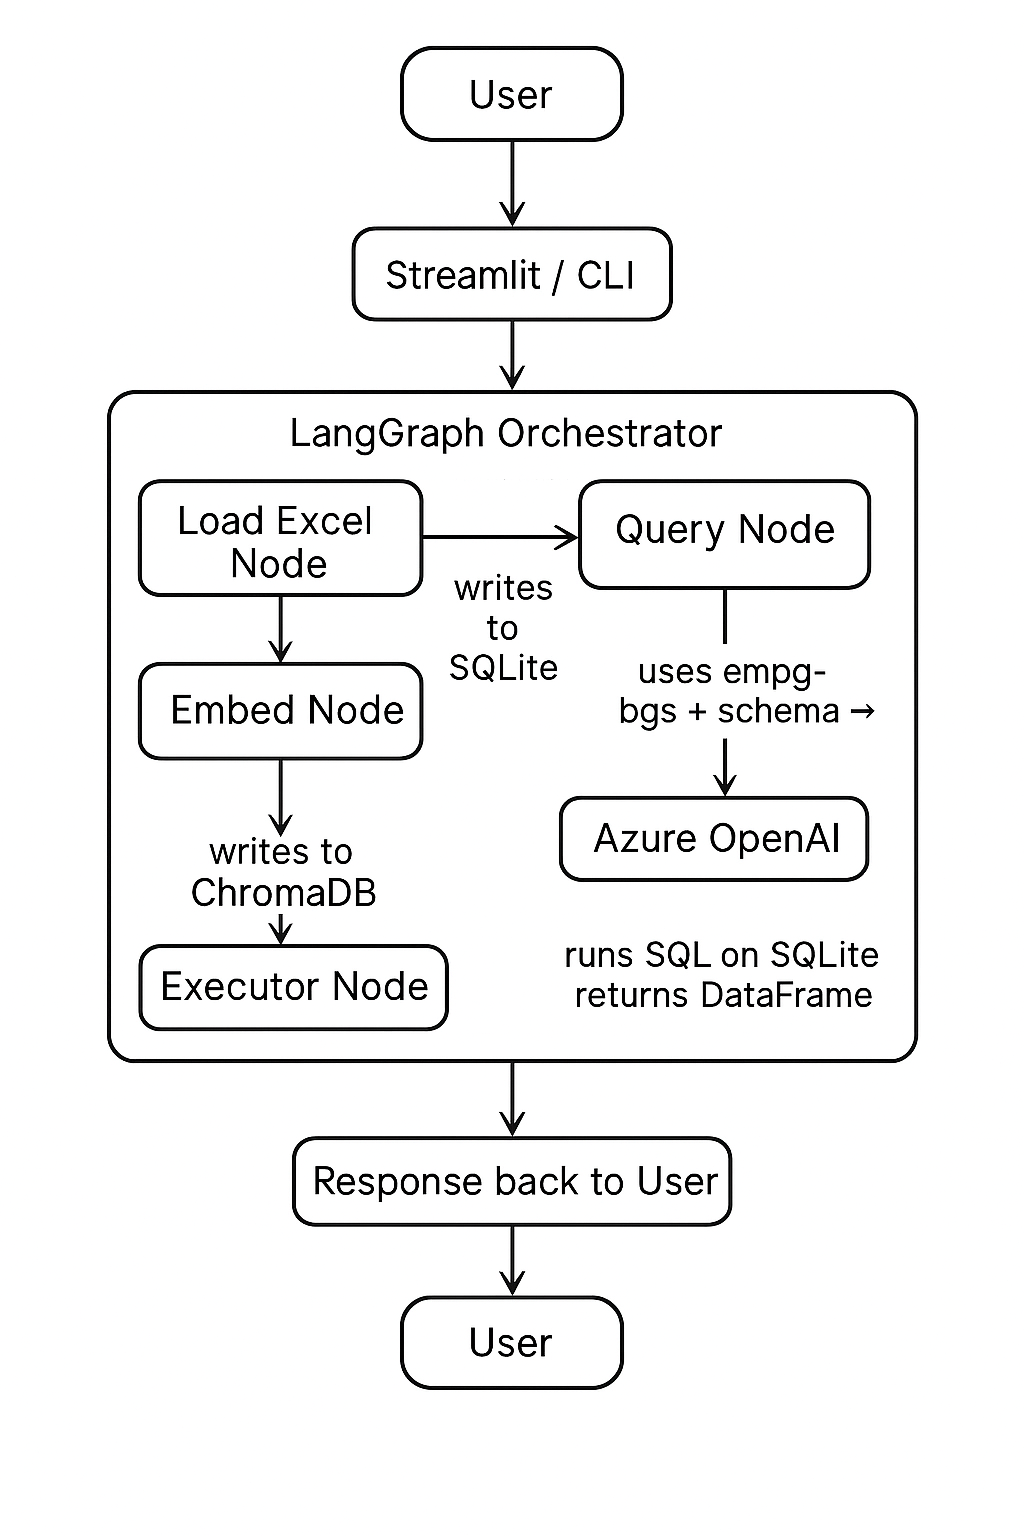 User
Streamlit / CLI
LangGraph Orchestrator
Load Excel
Node
Query Node
writes
to
SQLite
Embed Node
uses empg-
bgs + schema →
writes to
ChromaDB
Azure OpenAI
Executor Node
runs SQL on SQLite
returns DataFrame
Response back to User
User